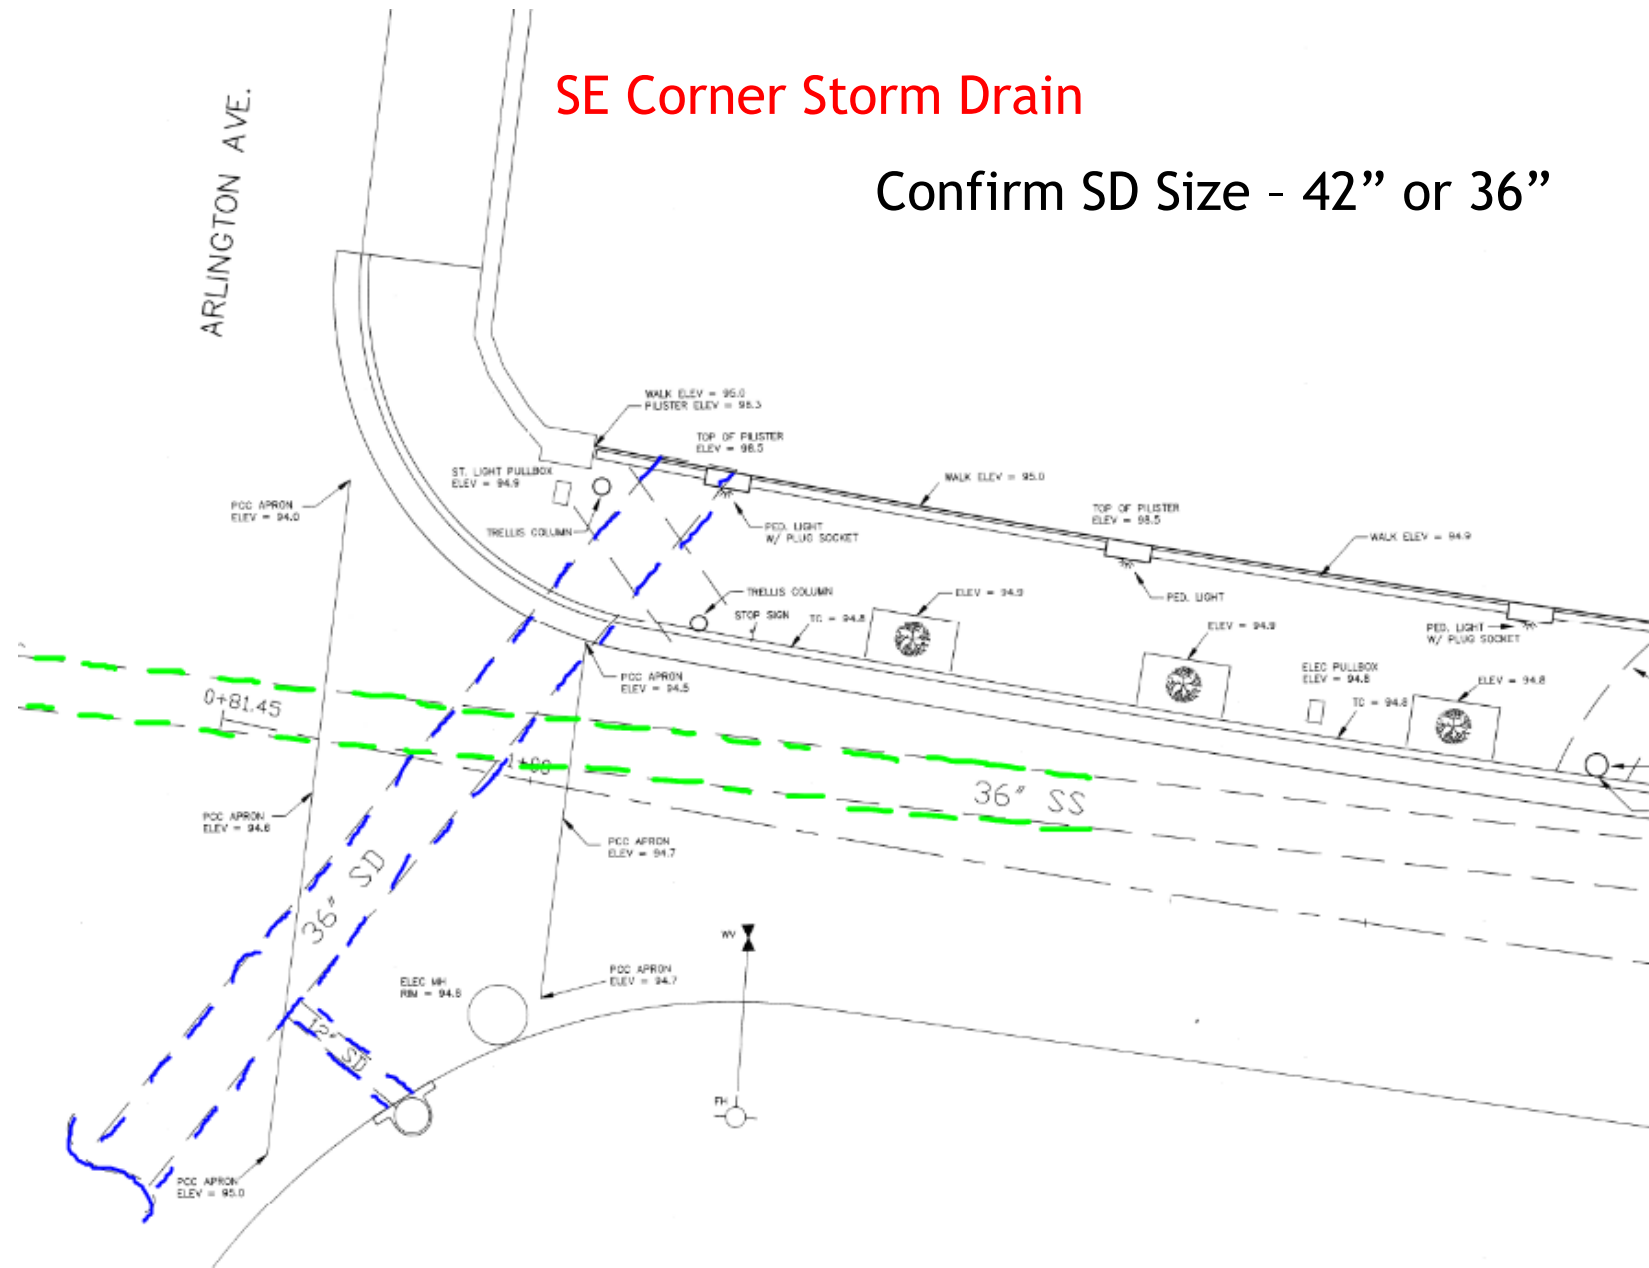 SE Corner Storm Drain
Confirm SD Size – 42” or 36”
ARLINGTON AVE.
WALK ELEV = 95.0
PILISTER ELEV = 98.3
TOP OF PILISTER
ELEV = 98.5
ST. LIGHT PULLBOX
ELEV = 94.9
WALK ELEV = 95.0
PCC APRON
ELEV = 94.0
TRELLIS COLUMN
PED. LIGHT
W/ PLUG SOCKET
TOP OF PILISTER
ELEV = 98.5
WALK ELEV = 94.9
TRELLIS COLUMN
STOP SIGN
TC = 94.8
ELEV = 94.9
PED. LIGHT
ELEV = 94.9
PED. LIGHT
W/ PLUG SOCKET
PCC APRON
ELEV = 94.5
ELEC PULLBOX
ELEV = 94.8
ELEV = 94.8
TC = 94.8
0+81.45
1+00
36" SS
PCC APRON
ELEV = 94.6
PCC APRON
ELEV = 94.7
36" SD
WV
ELEC MH
RIM = 94.8
PCC APRON
ELEV = 94.7
12" SD
FH
PCC APRON
ELEV = 95.0